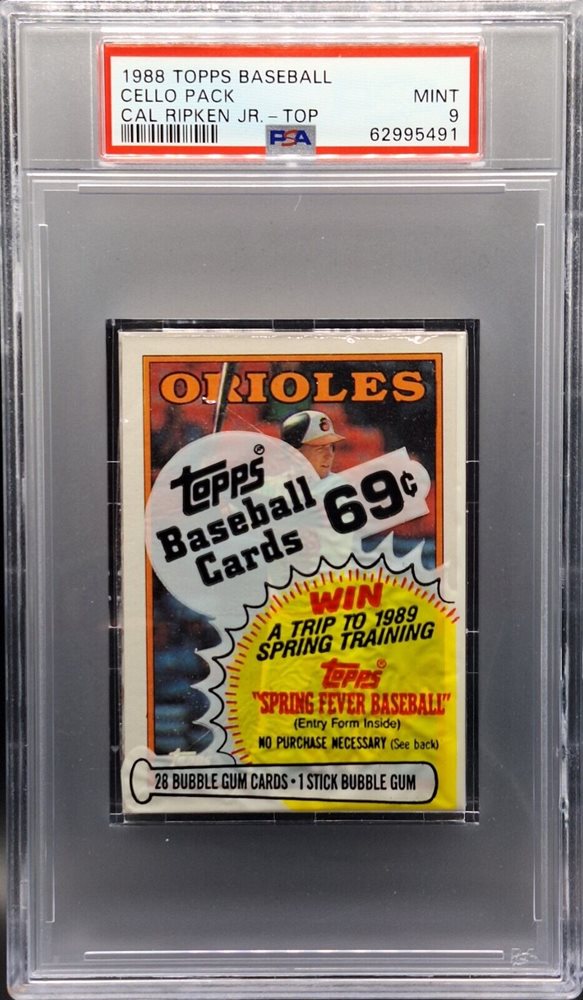 1988 TOPPS BASEBALL
CELLO PACK MINT
CAL RIPKEN JR. - TOP 9
PSA 62995491
ORIOLES
Topps®
Baseball 69¢
Cards
WIN
A TRIP TO 1989
SPRING TRAINING
Topps®
"SPRING FEVER BASEBALL"
(Entry Form Inside)
NO PURCHASE NECESSARY (See back)
Topps
28 BUBBLE GUM CARDS • 1 STICK BUBBLE GUM
PSA